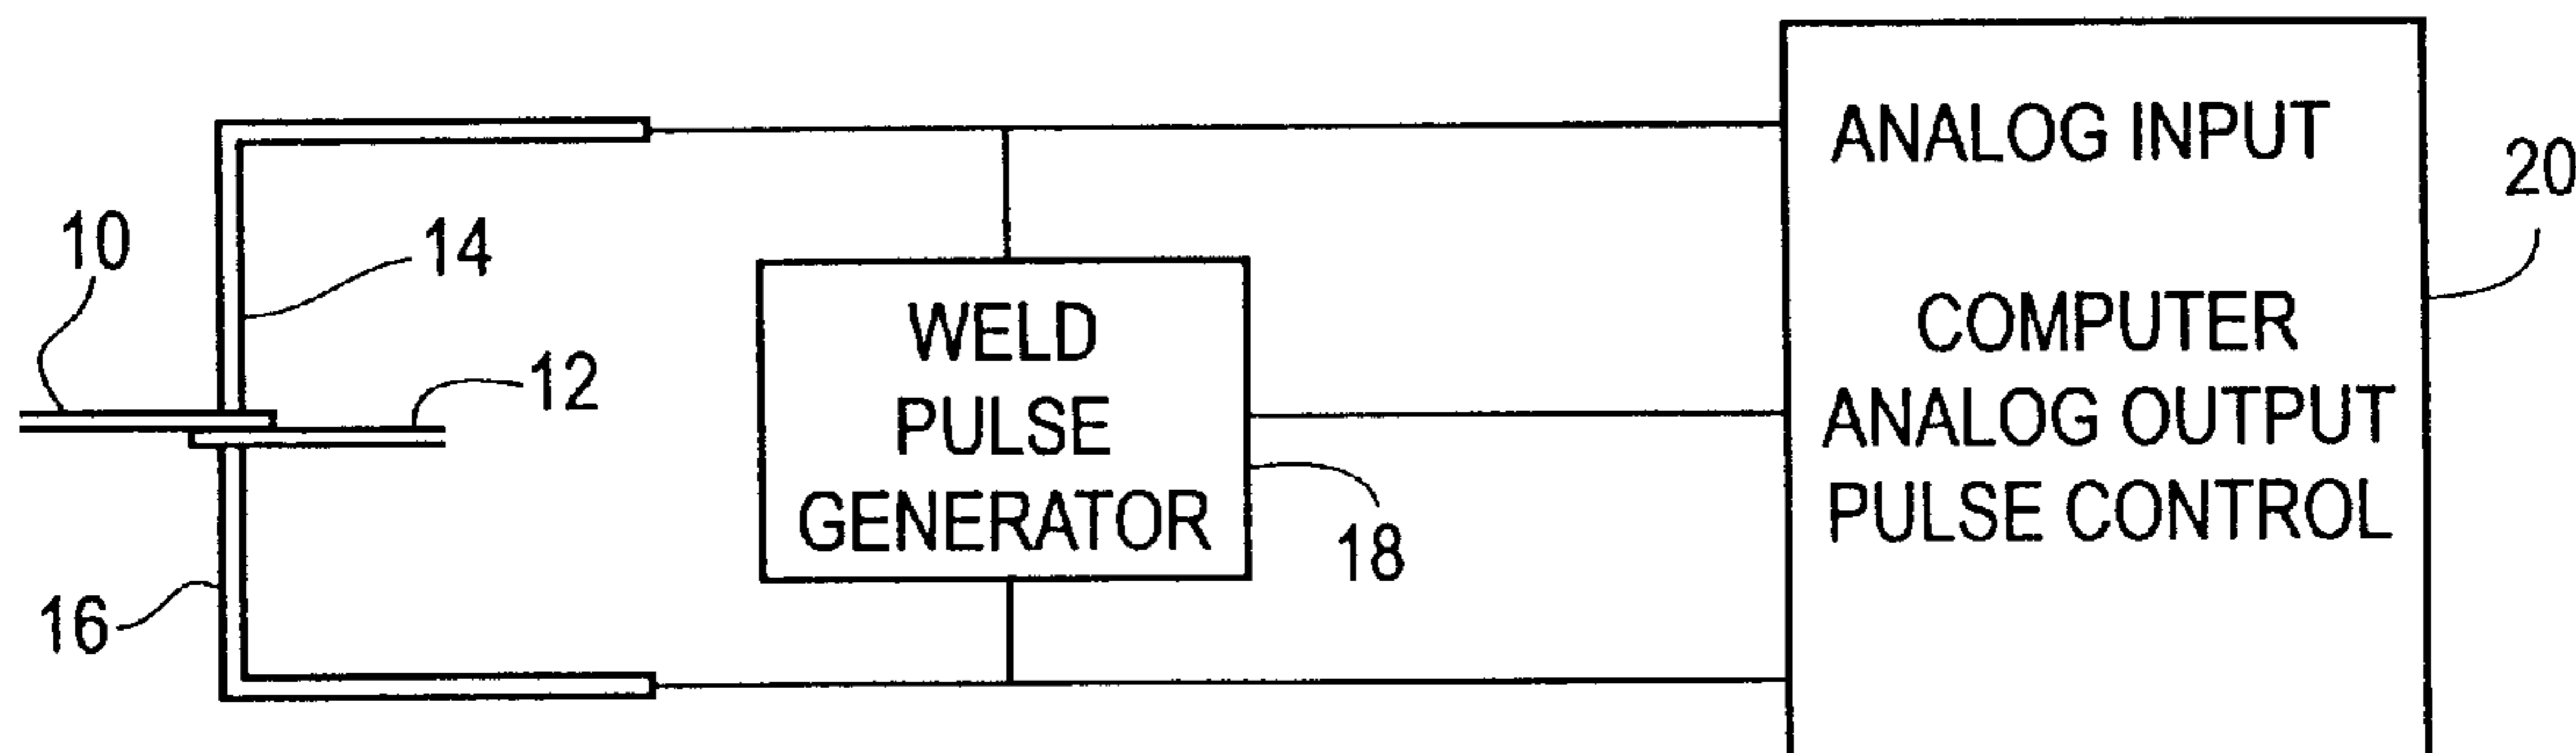 ANALOG INPUT
20
10
14
WELD
PULSE
GENERATOR
COMPUTER
ANALOG OUTPUT
PULSE CONTROL
12
18
16